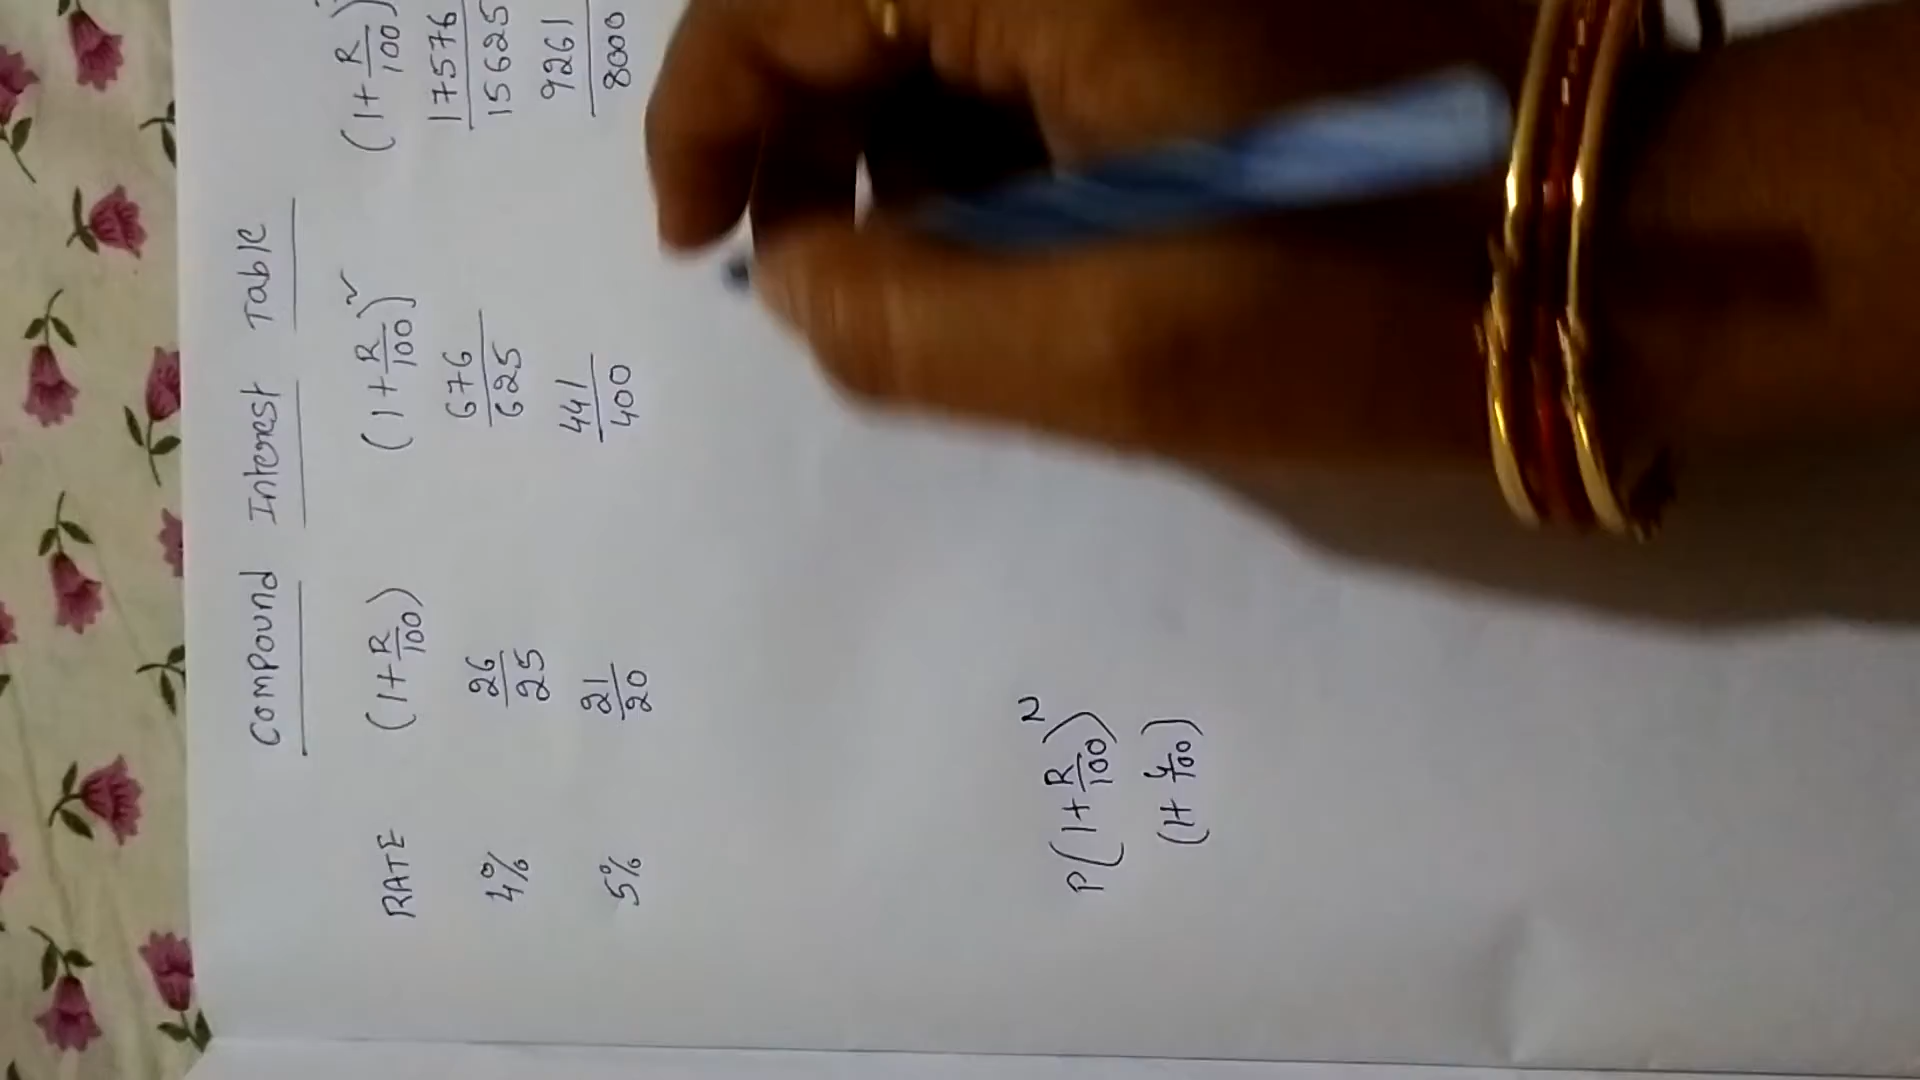 Compound Interest Table
RATE (1+R/100) (1+R/100)² (1+R/100)
4% 26/25 676/625 17576/15625
5% 21/20 441/400 9261/8000
P(1+R/100)²
(1+4/100)